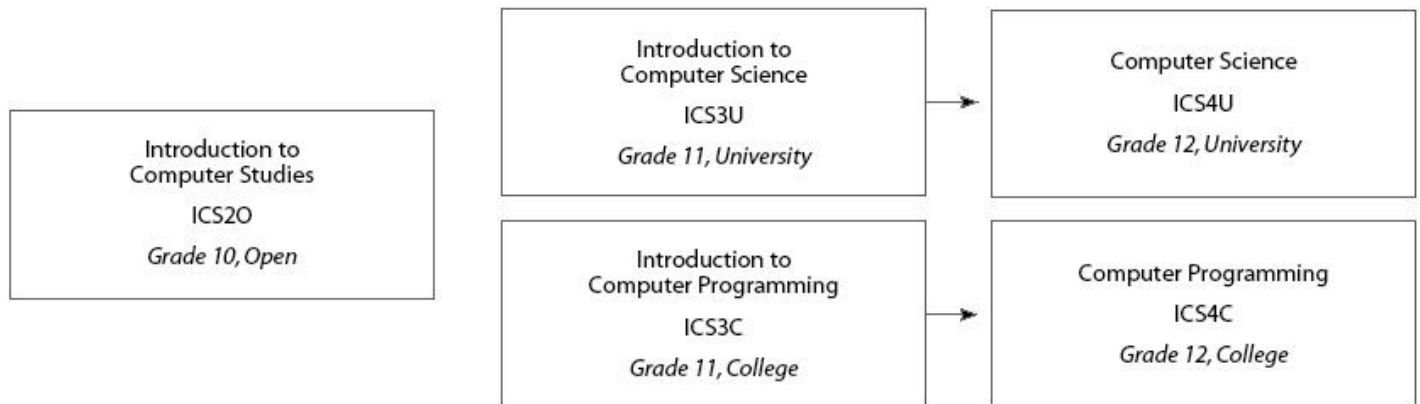 Introduction to
Computer Studies
ICS2O
Grade 10, Open
Introduction to
Computer Science
ICS3U
Grade 11, University
Computer Science
ICS4U
Grade 12, University
Introduction to
Computer Programming
ICS3C
Grade 11, College
Computer Programming
ICS4C
Grade 12, College